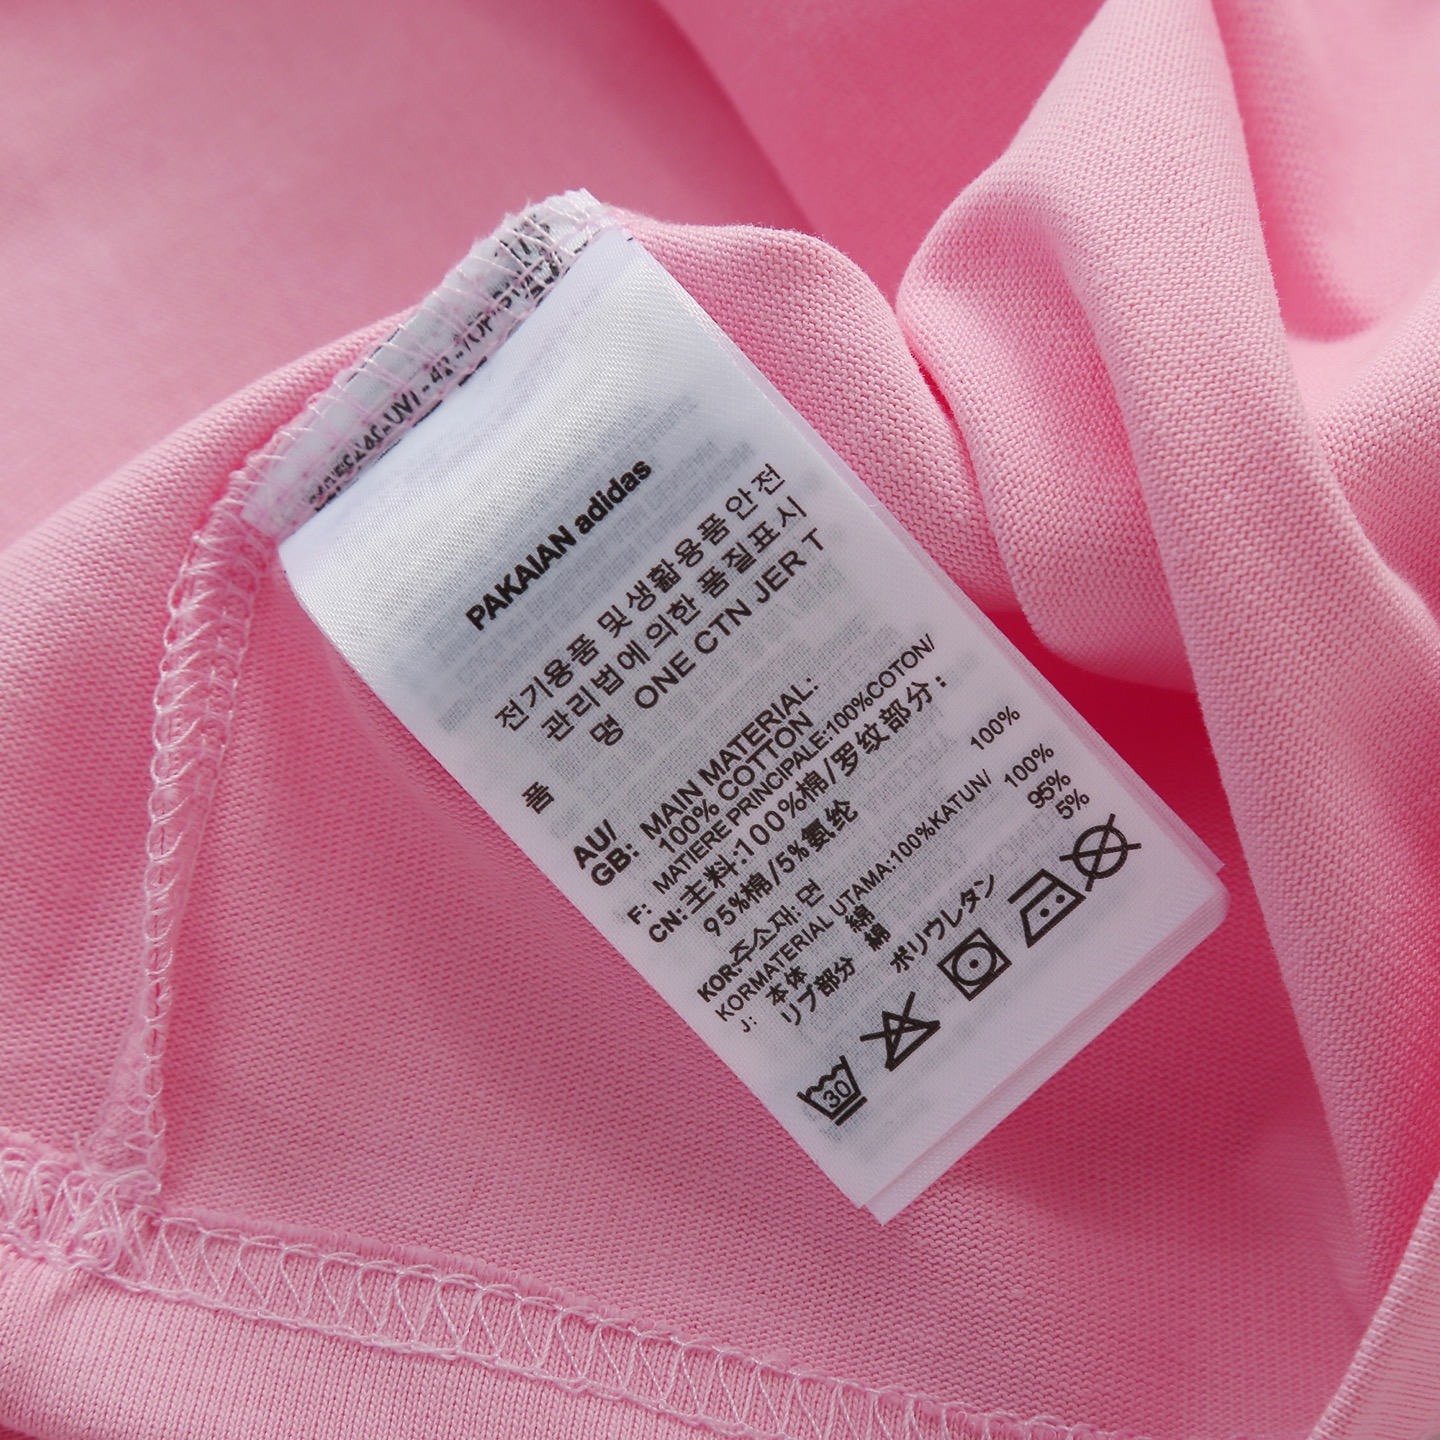 PAKAIAN adidas
전기용품 및 생활용품안전
관리법에의한 품질표시
품 명 ONE CTN JER T
AU/
GB: MAIN MATERIAL:
100% COTTON
F: MATIERE PRINCIPALE:100%COTON/
CN:主料:100%棉/罗纹部分:
95%棉/5%氨纶
KOR:주소재: 면 100%
KORMATERIAL UTAMA:100%KATUN/
J: 本体 綿 100%
リブ部分 綿 95%
ポリウレタン 5%
30